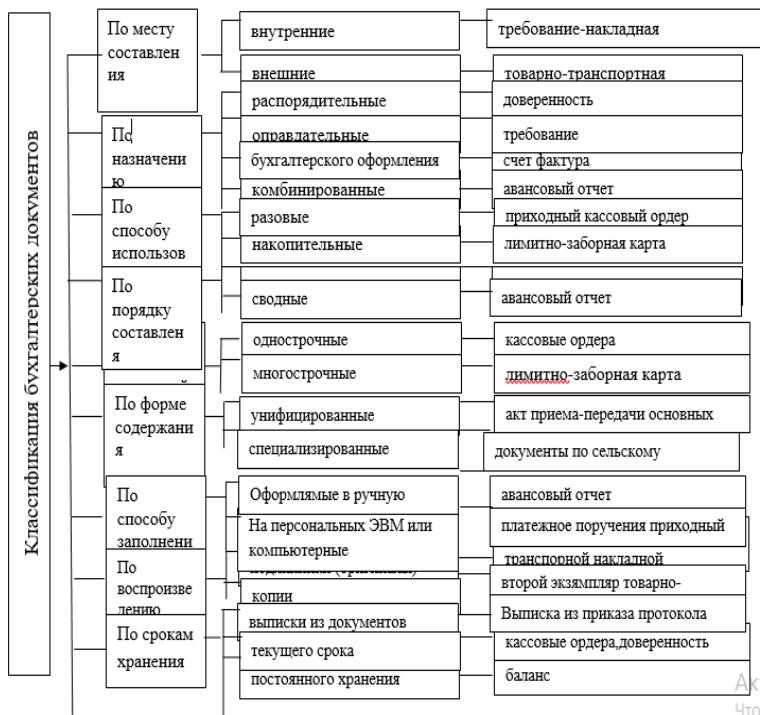 Классификация бухгалтерских документов
По месту
составлен
ия
внутренние
требование-накладная
внешние
товарно-транспортная
По
назначени
ю
распорядительные
доверенность
оправдательные
требование
бухгалтерского оформления
счет фактура
комбинированные
авансовый отчет
По
способу
использов
разовые
приходный кассовый ордер
накопительные
лимитно-заборная карта
По
порядку
составлен
я
сводные
авансовый отчет
однострочные
кассовые ордера
многострочные
лимитно-заборная карта
По форме
содержани
я
унифицированные
акт приема-передачи основных
специализированные
документы по сельскому
По
способу
заполнени
Оформлямые в ручную
авансовый отчет
На персональных ЭВМ или
компьютерные
платежное поручения приходный
транспорной накладной
По
воспроизве
дению
копии
второй экзямпляр товарно-
выписки из документов
Выписка из приказа протокола
По срокам
хранения
текущего срока
кассовые ордера,доверенность
постоянного хранения
баланс